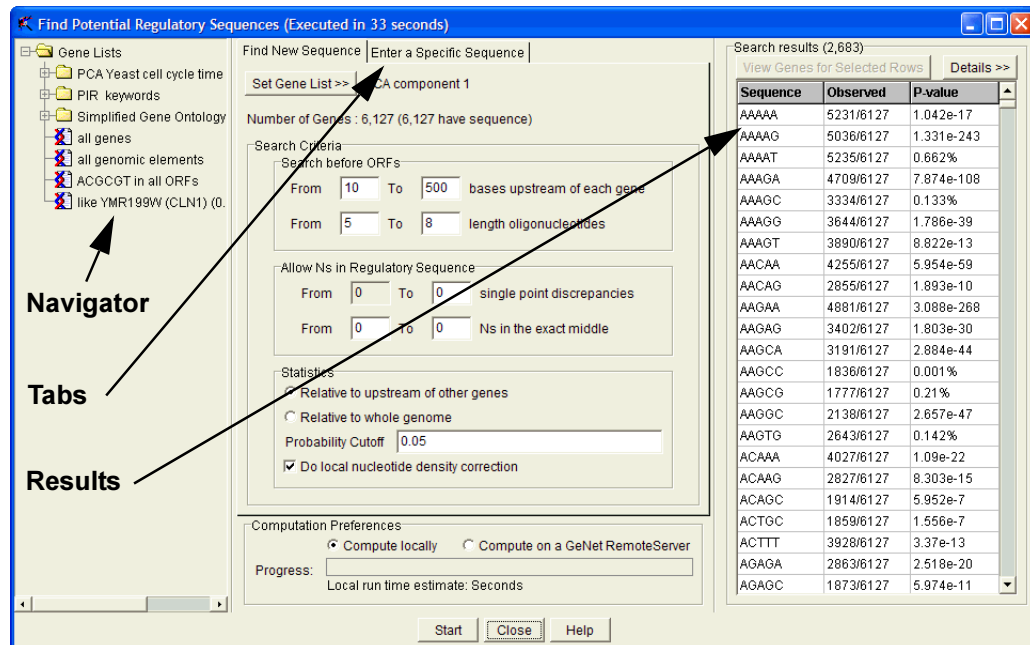 Find Potential Regulatory Sequences (Executed in 33 seconds)
Gene Lists
PCA Yeast cell cycle time
PIR keywords
Simplified Gene Ontology
all genes
all genomic elements
ACGCGT in all ORFs
like YMR199W (CLN1) (0.
Navigator
Tabs
Results
Find New Sequence
Enter a Specific Sequence
Set Gene List >>
CA component 1
Number of Genes : 6,127 (6,127 have sequence)
Search Criteria
Search before ORFs
From 10 To 500 bases upstream of each gene
From 5 To 8 length oligonucleotides
Allow Ns in Regulatory Sequence
From 0 To 0 single point discrepancies
From 0 To 0 Ns in the exact middle
Statistics
Relative to upstream of other genes
Relative to whole genome
Probability Cutoff 0.05
Do local nucleotide density correction
Computation Preferences
Compute locally Compute on a GeNet RemoteServer
Progress:
Local run time estimate: Seconds
Search results (2,683)
View Genes for Selected Rows Details >>
Sequence Observed P-value
AAAAA 5231/6127 1.042e-17
AAAAG 5036/6127 1.331e-243
AAAAT 5235/6127 0.662%
AAAGA 4709/6127 7.874e-108
AAAGC 3334/6127 0.133%
AAAGG 3644/6127 1.786e-39
AAAGT 3890/6127 8.822e-13
AACAA 4255/6127 5.954e-59
AACAG 2855/6127 1.893e-10
AAGAA 4881/6127 3.088e-268
AAGAG 3402/6127 1.803e-30
AAGCA 3191/6127 2.884e-44
AAGCC 1836/6127 0.001%
AAGCG 1777/6127 0.21%
AAGGC 2138/6127 2.657e-47
AAGTG 2643/6127 0.142%
ACAAA 4027/6127 1.09e-22
ACAAG 2827/6127 8.303e-15
ACAGC 1914/6127 5.952e-7
ACTGC 1859/6127 1.556e-7
ACTTT 3928/6127 3.37e-13
AGAGA 2863/6127 2.518e-20
AGAGC 1873/6127 5.974e-11
Start Close Help